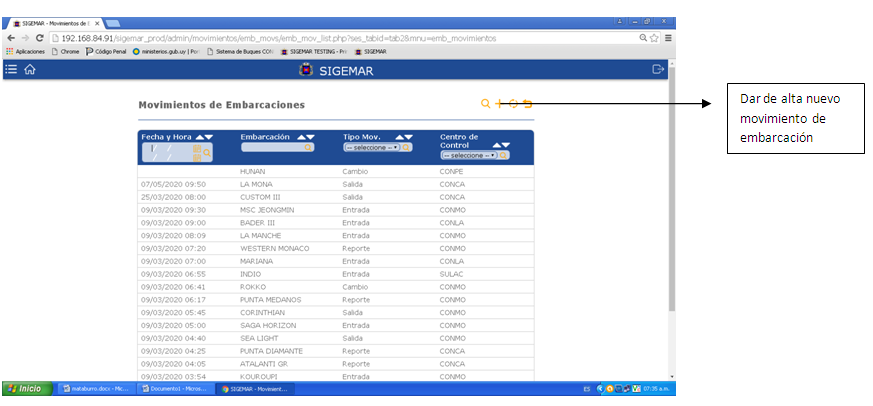 SIGEMAR - Movimientos de E
192.168.84.91/sigemar_prod/admin/movimientos/emb_movs/emb_mov_list.php?ses_tabid=tab2&mnu=emb_movimientos
Aplicaciones Chrome Código Penal ministerios.gub.uy | Por Sistema de Buques CON SIGEMAR TESTING - Pri SIGEMAR
SIGEMAR
Movimientos de Embarcaciones
Dar de alta nuevo
movimiento de
embarcación
Fecha y Hora Embarcación Tipo Mov. Centro de
Control
/ / -- seleccione -- -- seleccione --
HUNAN Cambio CONPE
07/05/2020 09:50 LA MONA Salida CONCA
25/03/2020 08:00 CUSTOM III Salida CONCA
09/03/2020 09:30 MSC JEONGMIN Entrada CONMO
09/03/2020 09:00 BADER III Entrada CONLA
09/03/2020 08:09 LA MANCHE Entrada CONMO
09/03/2020 07:20 WESTERN MONACO Reporte CONMO
09/03/2020 07:00 MARIANA Entrada CONLA
09/03/2020 06:55 INDIO Entrada SULAC
09/03/2020 06:41 ROKKO Cambio CONMO
09/03/2020 06:17 PUNTA MEDANOS Reporte CONMO
09/03/2020 05:45 CORINTHIAN Salida CONMO
09/03/2020 05:00 SAGA HORIZON Entrada CONMO
09/03/2020 04:40 SEA LIGHT Salida CONMO
09/03/2020 04:25 PUNTA DIAMANTE Reporte CONCA
09/03/2020 04:05 ATALANTI GR Reporte CONCA
09/03/2020 03:54 KOUROUPI Entrada CONMO
Inicio mataburro.docx - Mic... Documento1 - Micros... SIGEMAR - Moviment... ES 07:35 a.m.